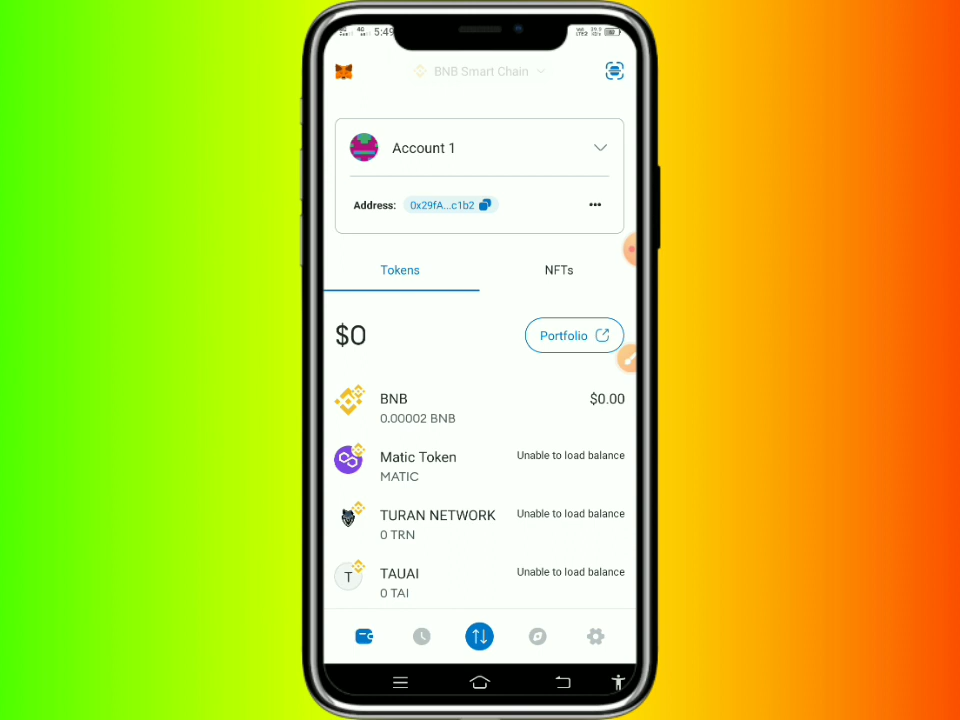 5:49
BNB Smart Chain
Account 1
Address: 0x29fA...c1b2
Tokens NFTs
$0 Portfolio
BNB $0.00
0.00002 BNB
Matic Token Unable to load balance
MATIC
TURAN NETWORK Unable to load balance
0 TRN
T TAUAI Unable to load balance
0 TAI